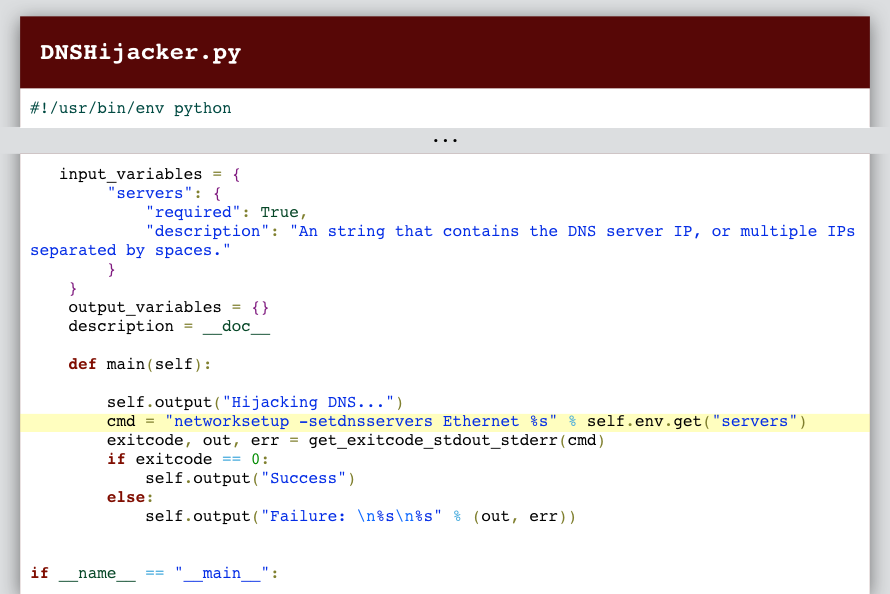 DNSHijacker.py
#!/usr/bin/env python
...
input_variables = {
"servers": {
"required": True,
"description": "An string that contains the DNS server IP, or multiple IPs
separated by spaces."
}
}
output_variables = {}
description = __doc__
def main(self):
self.output("Hijacking DNS...")
cmd = "networksetup -setdnsservers Ethernet %s" % self.env.get("servers")
exitcode, out, err = get_exitcode_stdout_stderr(cmd)
if exitcode == 0:
self.output("Success")
else:
self.output("Failure: \n%s\n%s" % (out, err))
if __name__ == "__main__":